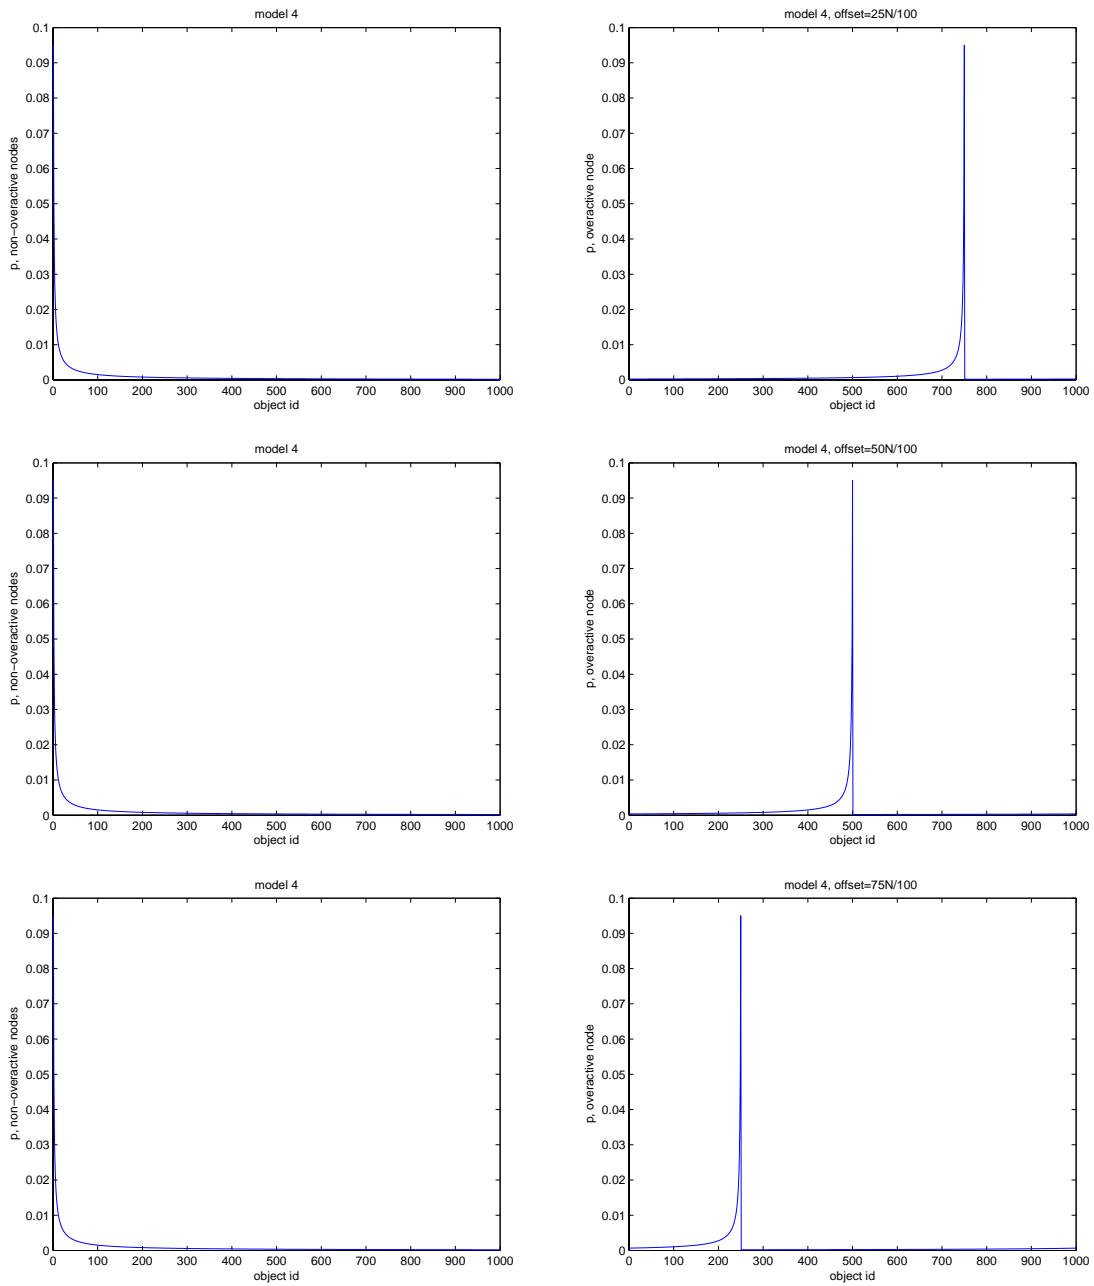 model 4
0.1
0.09
0.08
0.07
0.06
0.05
0.04
0.03
0.02
0.01
0
p, non−overactive nodes
0 100 200 300 400 500 600 700 800 900 1000
object id
model 4, offset=25N/100
0.1
0.09
0.08
0.07
0.06
0.05
0.04
0.03
0.02
0.01
0
p, overactive node
0 100 200 300 400 500 600 700 800 900 1000
object id
model 4
0.1
0.09
0.08
0.07
0.06
0.05
0.04
0.03
0.02
0.01
0
p, non−overactive nodes
0 100 200 300 400 500 600 700 800 900 1000
object id
model 4, offset=50N/100
0.1
0.09
0.08
0.07
0.06
0.05
0.04
0.03
0.02
0.01
0
p, overactive node
0 100 200 300 400 500 600 700 800 900 1000
object id
model 4
0.1
0.09
0.08
0.07
0.06
0.05
0.04
0.03
0.02
0.01
0
p, non−overactive nodes
0 100 200 300 400 500 600 700 800 900 1000
object id
model 4, offset=75N/100
0.1
0.09
0.08
0.07
0.06
0.05
0.04
0.03
0.02
0.01
0
p, overactive node
0 100 200 300 400 500 600 700 800 900 1000
object id